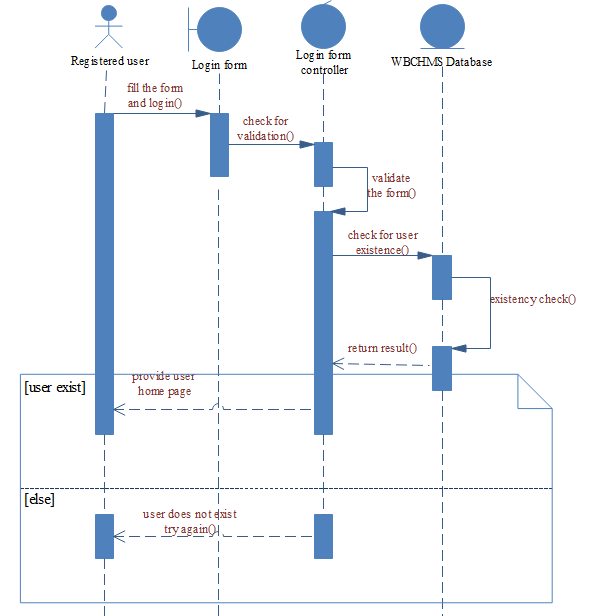 Registered user
Login form
Login form
controller
WBCHMS Database
fill the form
and login()
check for
validation()
validate
the form()
check for user
existence()
existency check()
return result()
provide user
home page
[user exist]
[else]
user does not exist
try again()